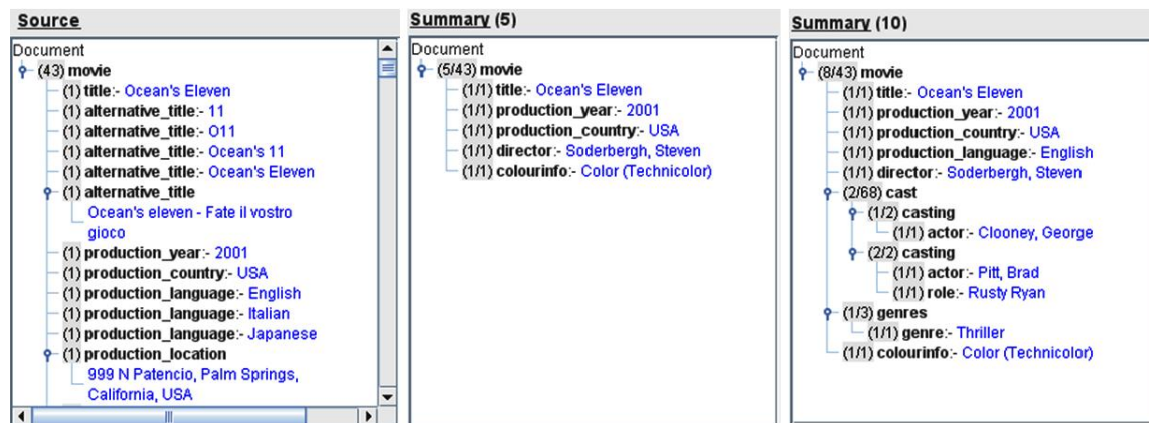 Source
Document
(43) movie
(1) title:- Ocean's Eleven
(1) alternative_title:- 11
(1) alternative_title:- O11
(1) alternative_title:- Ocean's 11
(1) alternative_title:- Ocean's Eleven
(1) alternative_title
Ocean's eleven - Fate il vostro
gioco
(1) production_year:- 2001
(1) production_country:- USA
(1) production_language:- English
(1) production_language:- Italian
(1) production_language:- Japanese
(1) production_location
999 N Patencio, Palm Springs,
California, USA
Summary (5)
Document
(5/43) movie
(1/1) title:- Ocean's Eleven
(1/1) production_year:- 2001
(1/1) production_country:- USA
(1/1) director:- Soderbergh, Steven
(1/1) colourinfo:- Color (Technicolor)
Summary (10)
Document
(8/43) movie
(1/1) title:- Ocean's Eleven
(1/1) production_year:- 2001
(1/1) production_country:- USA
(1/1) production_language:- English
(1/1) director:- Soderbergh, Steven
(2/68) cast
(1/2) casting
(1/1) actor:- Clooney, George
(2/2) casting
(1/1) actor:- Pitt, Brad
(1/1) role:- Rusty Ryan
(1/3) genres
(1/1) genre:- Thriller
(1/1) colourinfo:- Color (Technicolor)